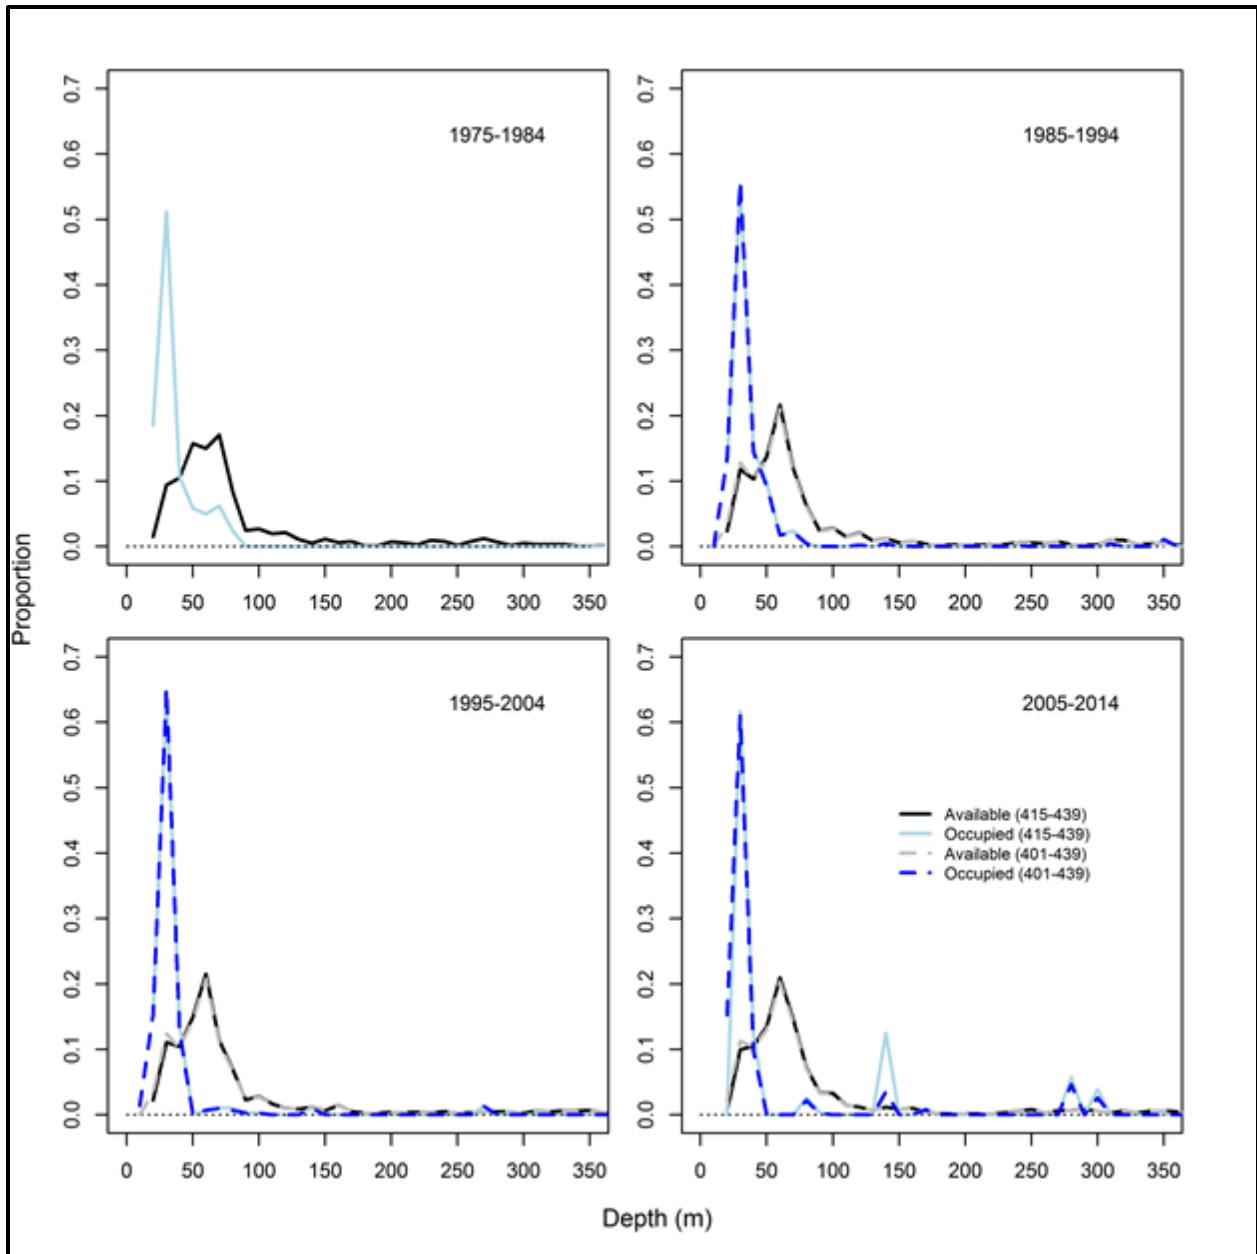 Proportion
0.0 0.1 0.2 0.3 0.4 0.5 0.6 0.7
1975-1984
0 50 100 150 200 250 300 350
0.0 0.1 0.2 0.3 0.4 0.5 0.6 0.7
1985-1994
0 50 100 150 200 250 300 350
0.0 0.1 0.2 0.3 0.4 0.5 0.6 0.7
1995-2004
0 50 100 150 200 250 300 350
0.0 0.1 0.2 0.3 0.4 0.5 0.6 0.7
2005-2014
Available (415-439)
Occupied (415-439)
Available (401-439)
Occupied (401-439)
0 50 100 150 200 250 300 350
Depth (m)